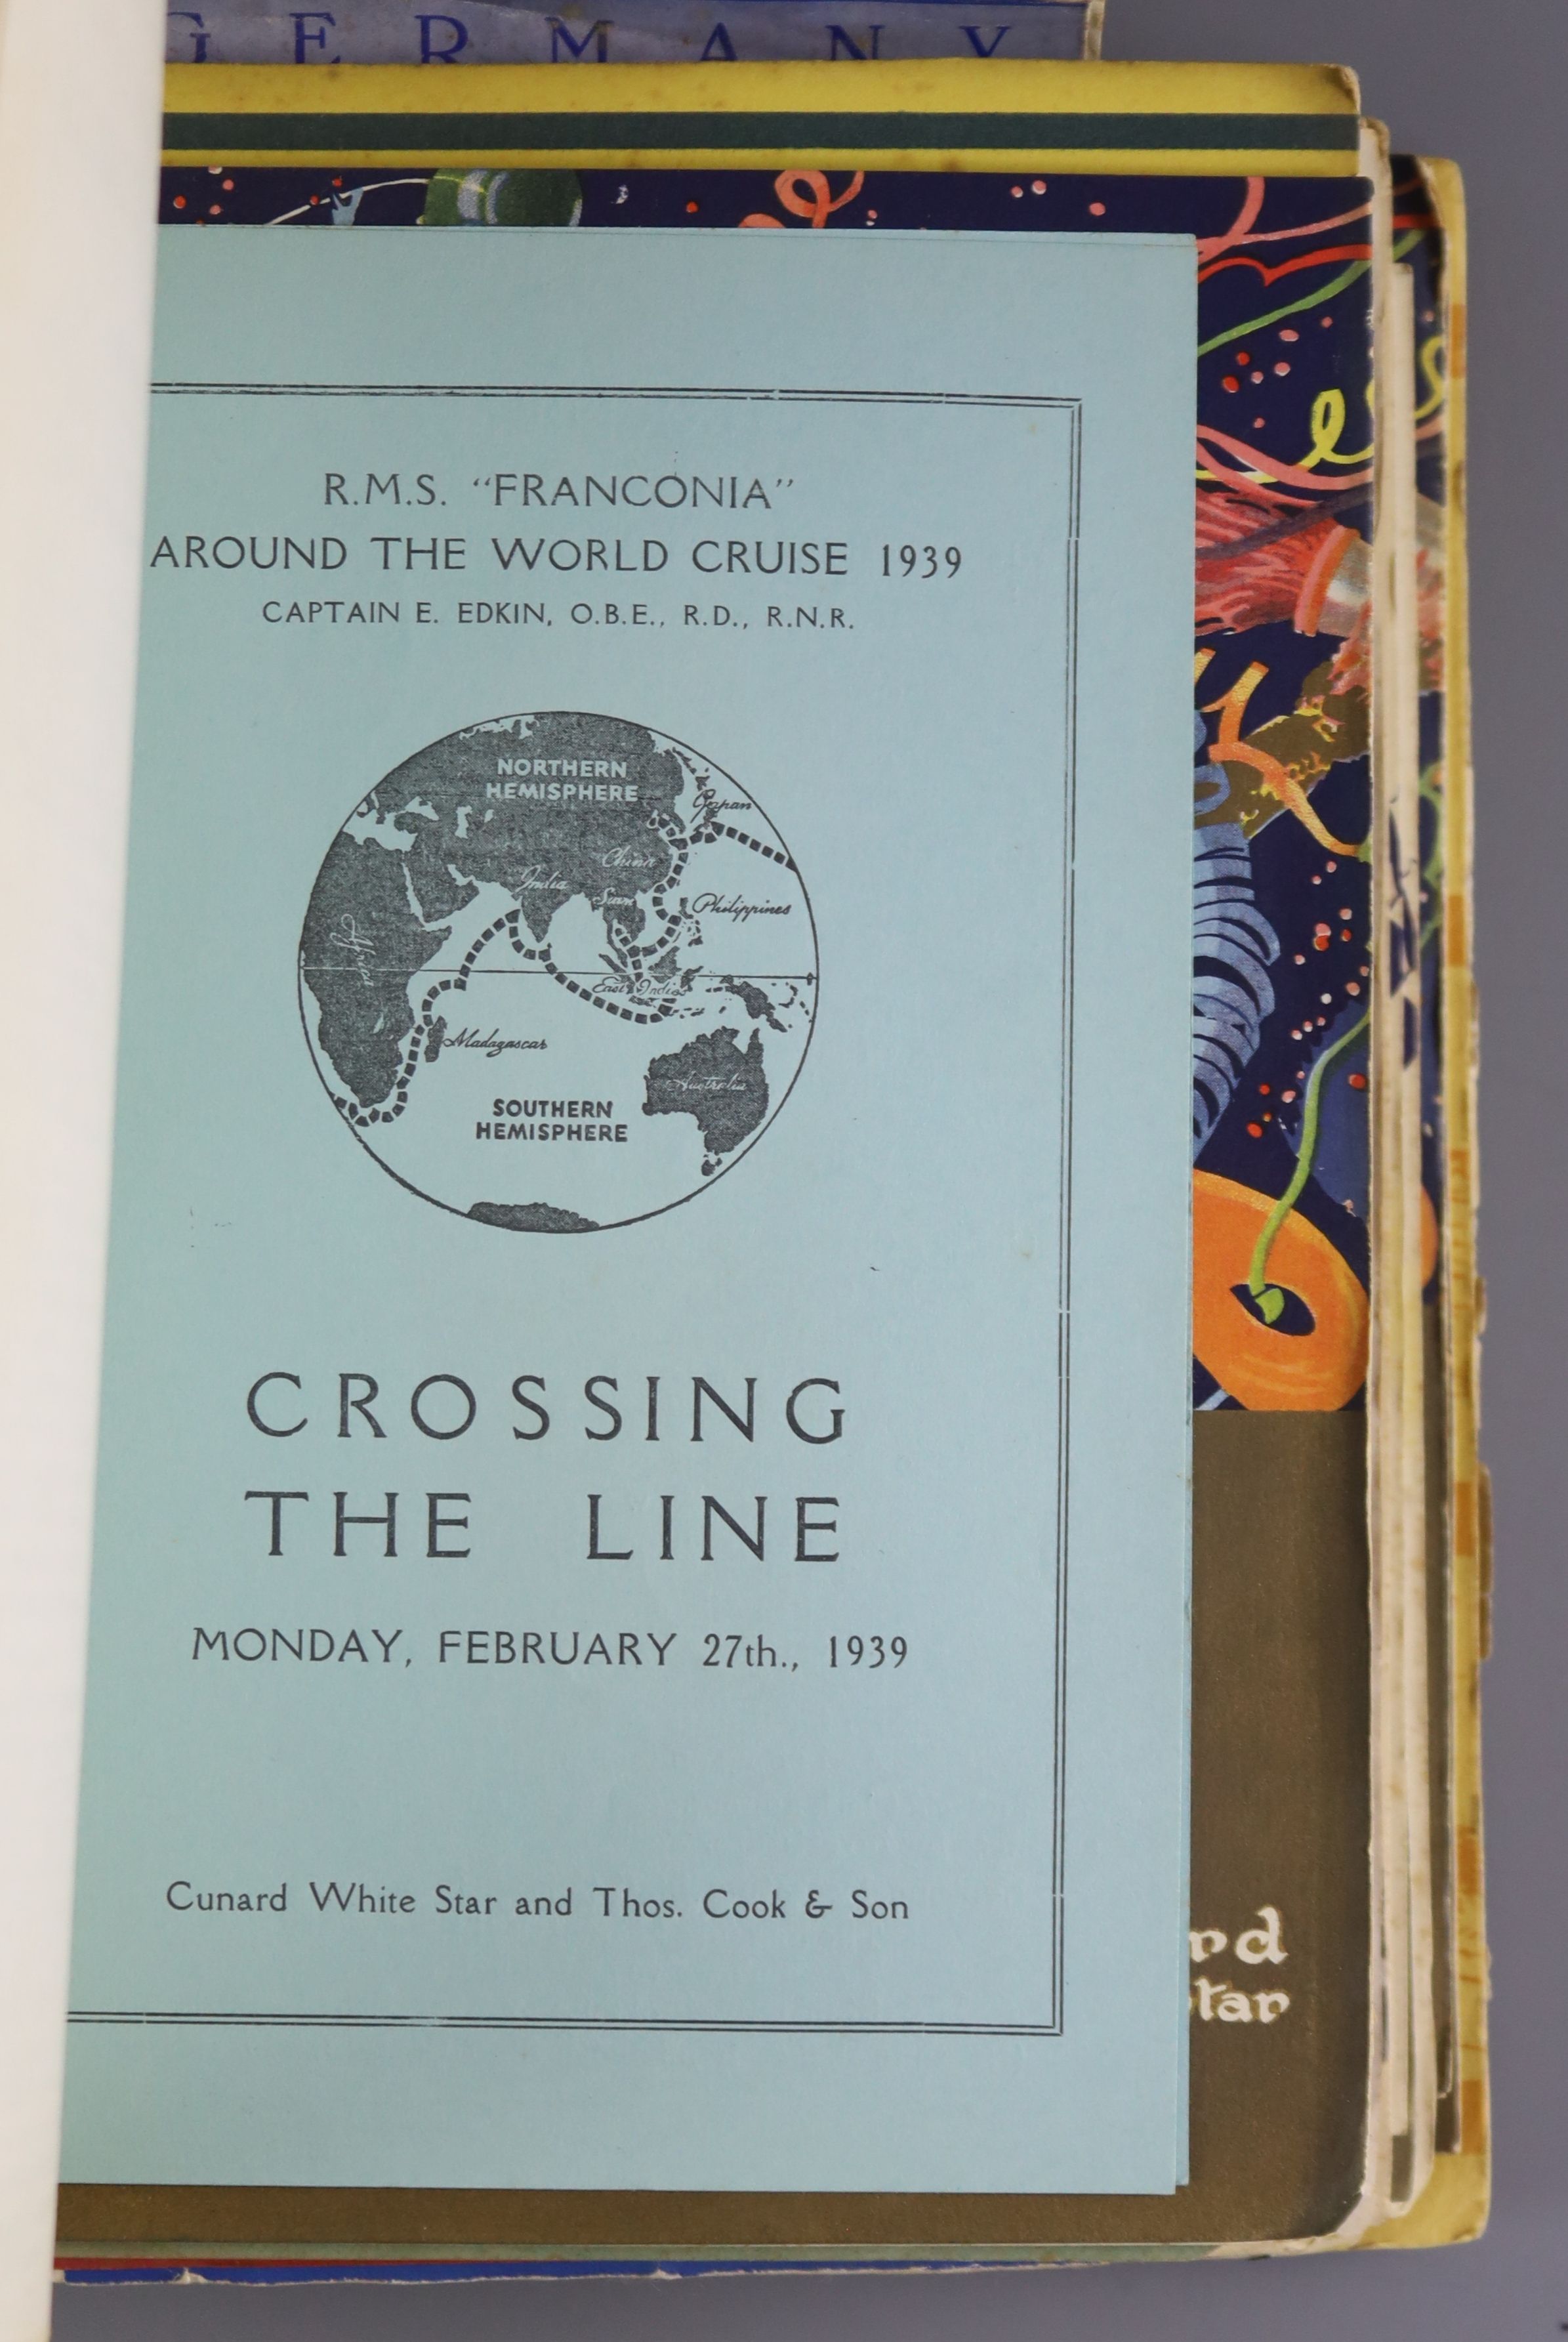 GERMANY
R.M.S. “FRANCONIA”
AROUND THE WORLD CRUISE 1939
CAPTAIN E. EDKIN, O.B.E., R.D., R.N.R.
NORTHERN
HEMISPHERE
Japan
China
India
Siam
Philippines
Africa
East Indies
Madagascar
Australia
SOUTHERN
HEMISPHERE
CROSSING
THE LINE
MONDAY, FEBRUARY 27th., 1939
Cunard White Star and Thos. Cook & Son
rd
tar